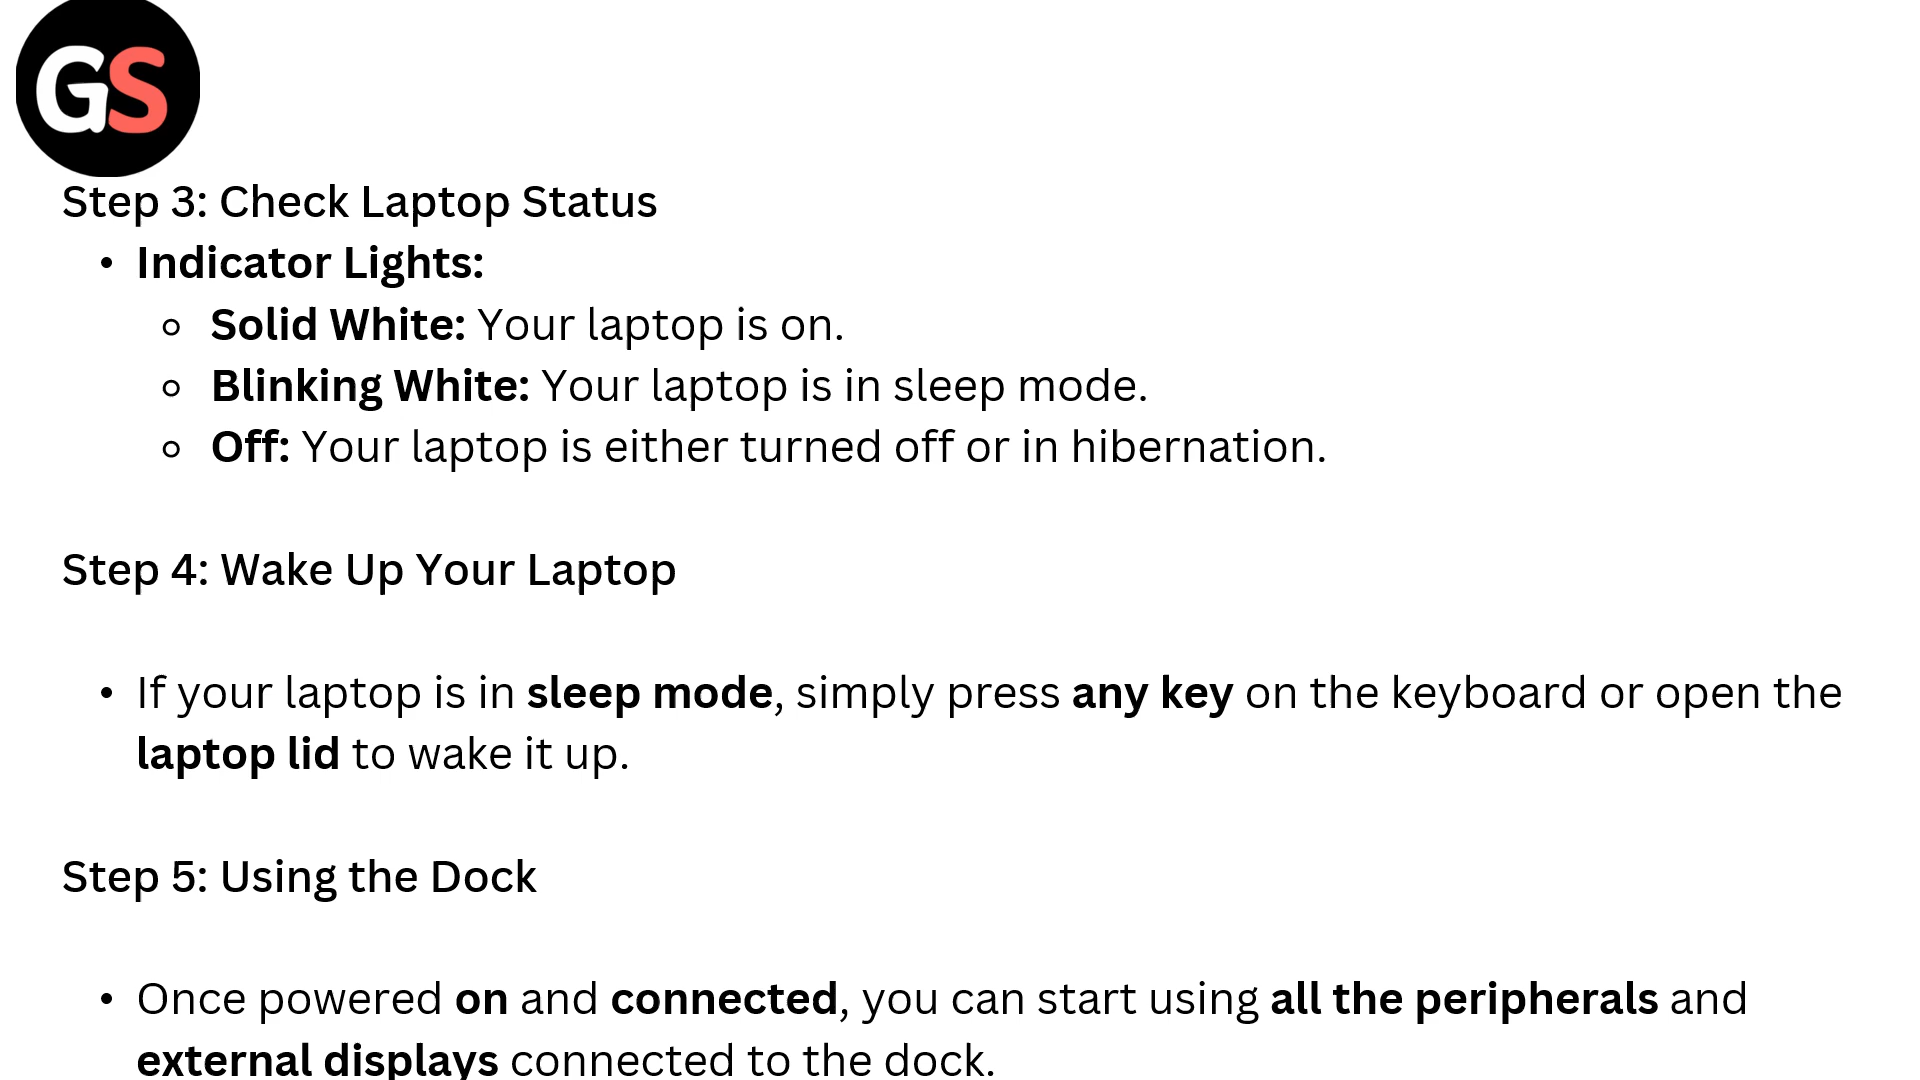 GS
Step 3: Check Laptop Status
• Indicator Lights:
○ Solid White: Your laptop is on.
○ Blinking White: Your laptop is in sleep mode.
○ Off: Your laptop is either turned off or in hibernation.
Step 4: Wake Up Your Laptop
• If your laptop is in sleep mode, simply press any key on the keyboard or open the
laptop lid to wake it up.
Step 5: Using the Dock
• Once powered on and connected, you can start using all the peripherals and
external displays connected to the dock.